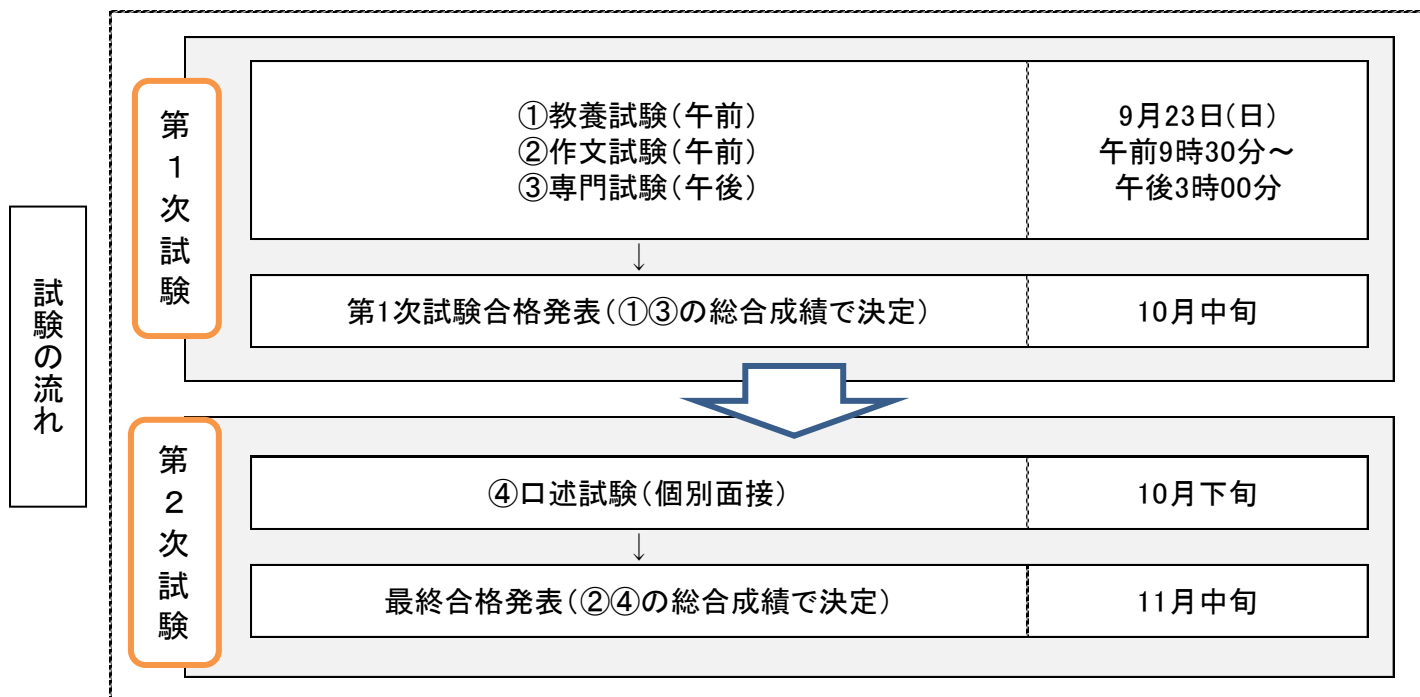 試験の流れ
第1次試験
①教養試験(午前)
②作文試験(午前)
③専門試験(午後)
9月23日(日)
午前9時30分～
午後3時00分
↓
第1次試験合格発表(①③の総合成績で決定)
10月中旬
第2次試験
④口述試験(個別面接)
10月下旬
↓
最終合格発表(②④の総合成績で決定)
11月中旬